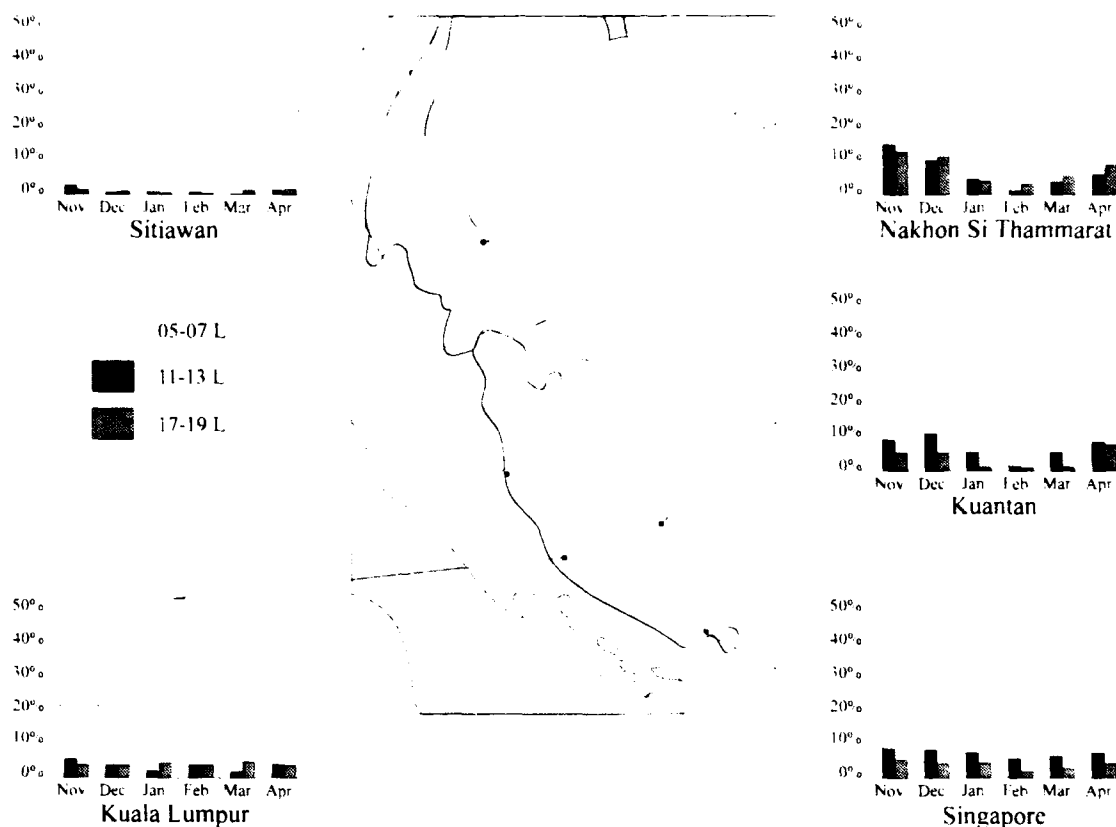 50%
40%
30%
20%
10%
0%
Nov Dec Jan Feb Mar Apr
Sitiawan
50%
40%
30%
20%
10%
0%
Nov Dec Jan Feb Mar Apr
Nakhon Si Thammarat
05-07 L
11-13 L
17-19 L
50%
40%
30%
20%
10%
0%
Nov Dec Jan Feb Mar Apr
Kuantan
50%
40%
30%
20%
10%
0%
Nov Dec Jan Feb Mar Apr
Kuala Lumpur
50%
40%
30%
20%
10%
0%
Nov Dec Jan Feb Mar Apr
Singapore